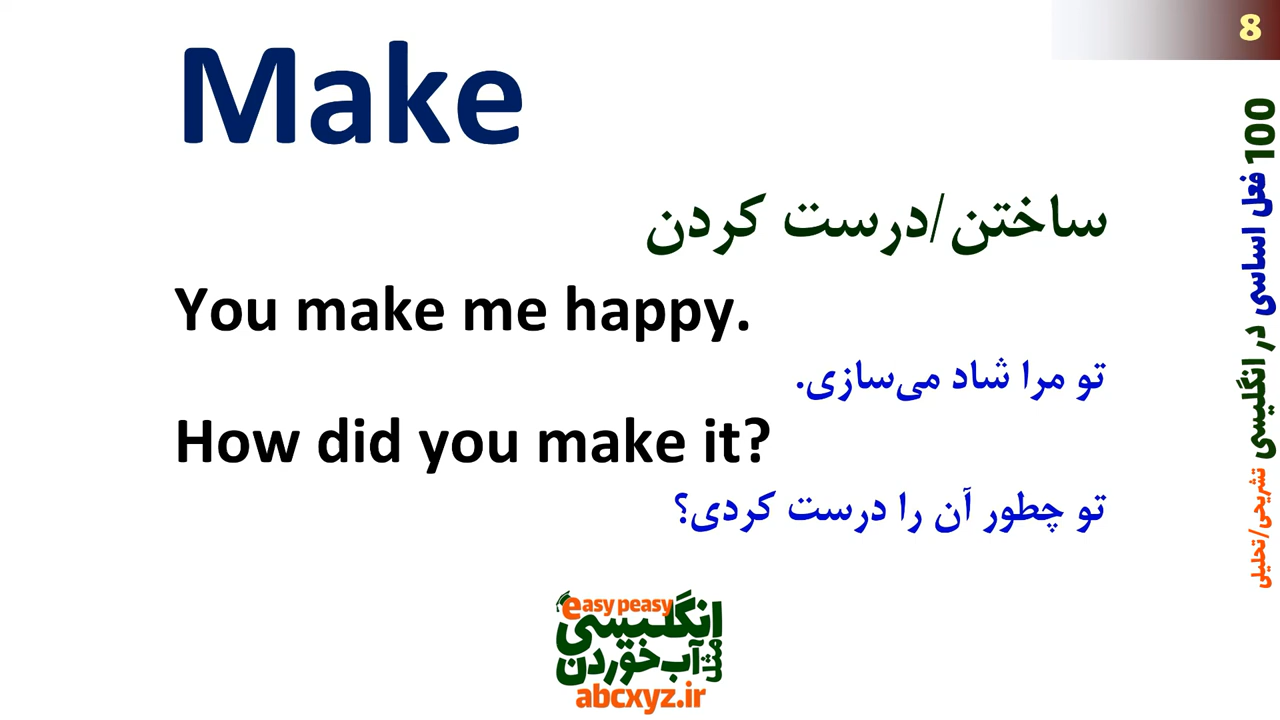 8
Make
ساختن/درست کردن
You make me happy.
تو مرا شاد می‌سازی.
How did you make it?
تو چطور آن را درست کردی؟
100 فعل اساسی در انگلیسی تشریحی/تحلیلی
easy peasy
انگلیسی
مثل آب خوردن
abcxyz.ir